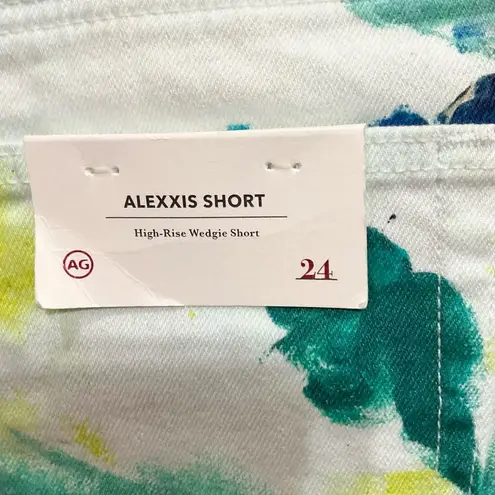 ALEXXIS SHORT
High-Rise Wedgie Short
AG
24